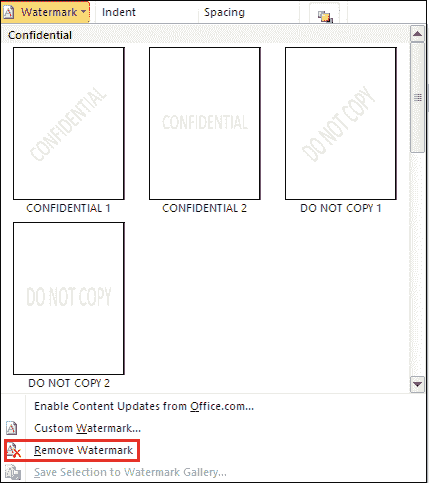 Watermark Indent Spacing
Confidential
CONFIDENTIAL CONFIDENTIAL DO NOT COPY
CONFIDENTIAL 1 CONFIDENTIAL 2 DO NOT COPY 1
DO NOT COPY
DO NOT COPY 2
Enable Content Updates from Office.com...
Custom Watermark...
Remove Watermark
Save Selection to Watermark Gallery...